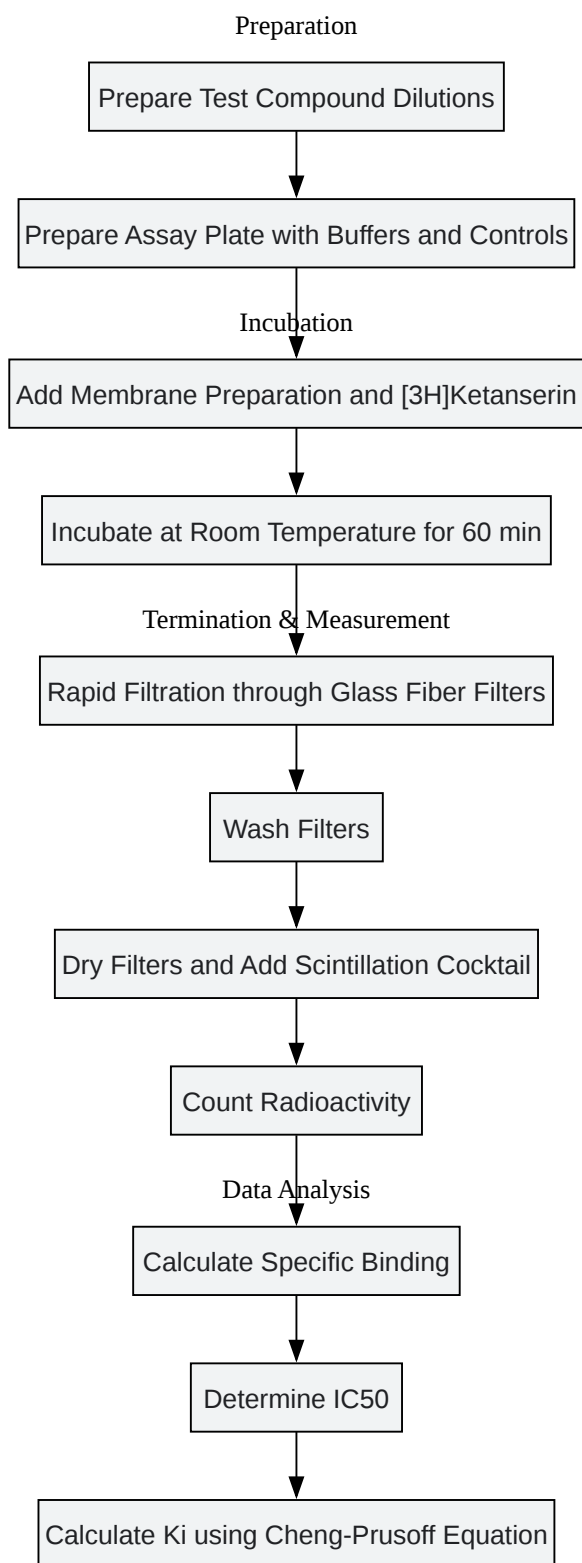 Preparation
Prepare Test Compound Dilutions
Prepare Assay Plate with Buffers and Controls
Incubation
Add Membrane Preparation and [3H]Ketanserin
Incubate at Room Temperature for 60 min
Termination & Measurement
Rapid Filtration through Glass Fiber Filters
Wash Filters
Dry Filters and Add Scintillation Cocktail
Count Radioactivity
Data Analysis
Calculate Specific Binding
Determine IC50
Calculate Ki using Cheng-Prusoff Equation